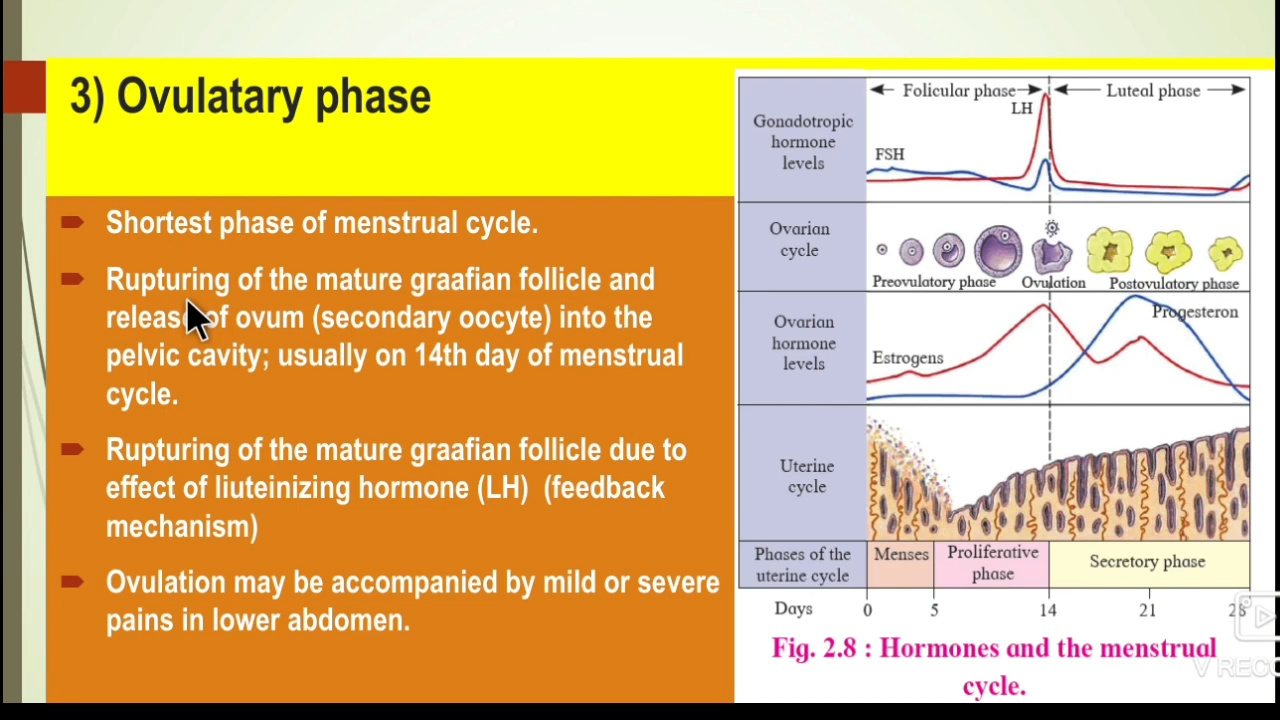 3) Ovulatary phase
Shortest phase of menstrual cycle.
Rupturing of the mature graafian follicle and
release of ovum (secondary oocyte) into the
pelvic cavity; usually on 14th day of menstrual
cycle.
Rupturing of the mature graafian follicle due to
effect of liuteinizing hormone (LH) (feedback
mechanism)
Ovulation may be accompanied by mild or severe
pains in lower abdomen.
Gonadotropic
hormone
levels
Folicular phase
Luteal phase
LH
FSH
Ovarian
cycle
Preovulatory phase
Ovulation
Postovulatory phase
Ovarian
hormone
levels
Progesteron
Estrogens
Uterine
cycle
Phases of the
uterine cycle
Menses
Proliferative
phase
Secretory phase
Days
0 5 14 21 28
Fig. 2.8 : Hormones and the menstrual
cycle.
V RECO